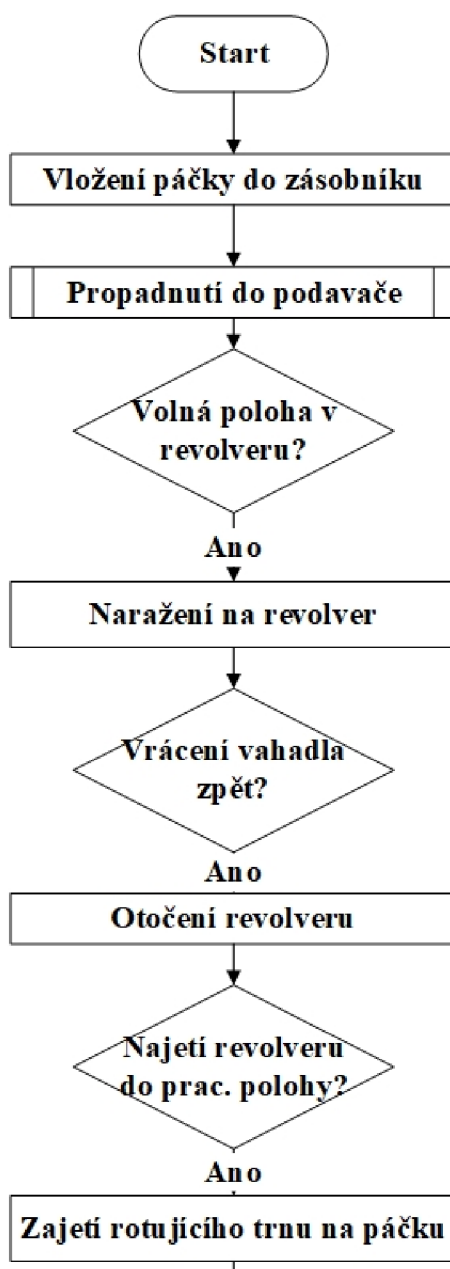 Start
Vložení páčky do zásobníku
Propadnutí do podavače
Volná poloha v
revolveru?
Ano
Naražení na revolver
Vrácení vahadla
zpět?
Ano
Otočení revolveru
Najetí revolveru
do prac. polohy?
Ano
Zajetí rotujícího trnu na páčku